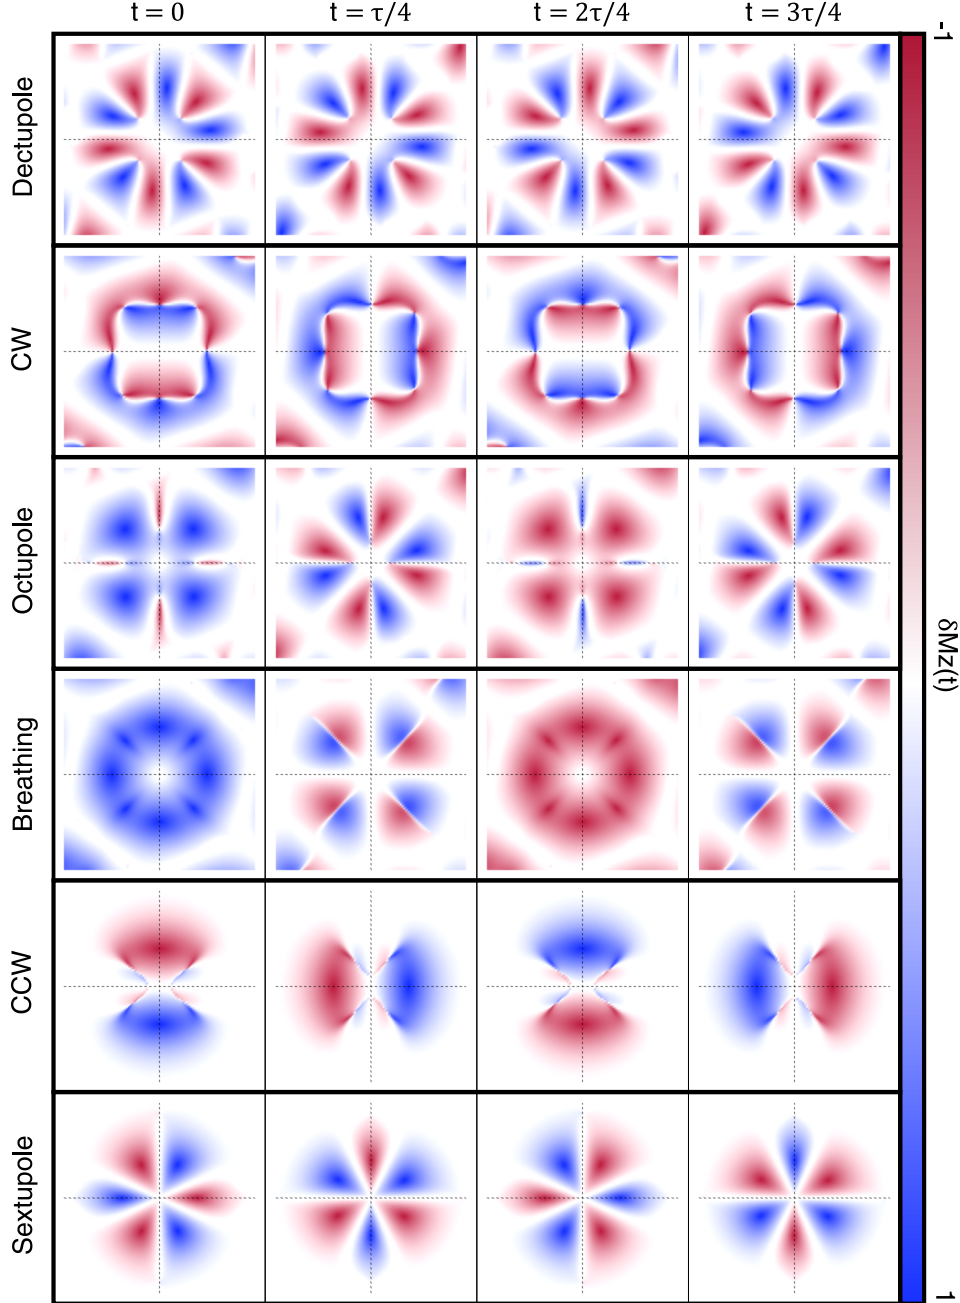 t = 0
t = τ/4
t = 2τ/4
t = 3τ/4
Dectupole
CW
Octupole
Breathing
CCW
Sextupole
-1
δMz(t)
1